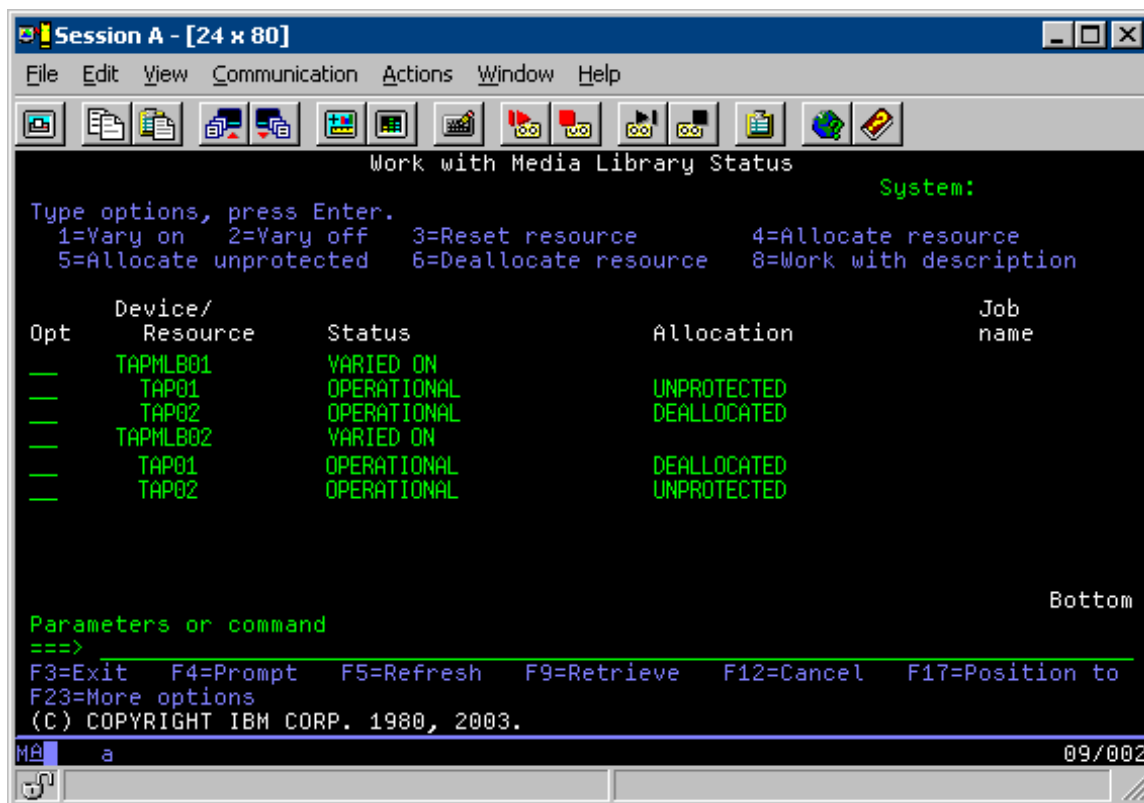 Session A - [24 x 80]
File Edit View Communication Actions Window Help
Work with Media Library Status
System:
Type options, press Enter.
1=Vary on 2=Vary off 3=Reset resource 4=Allocate resource
5=Allocate unprotected 6=Deallocate resource 8=Work with description
Device/ Job
Opt Resource Status Allocation name
TAPMLB01 VARIED ON
TAP01 OPERATIONAL UNPROTECTED
TAP02 OPERATIONAL DEALLOCATED
TAPMLB02 VARIED ON
TAP01 OPERATIONAL DEALLOCATED
TAP02 OPERATIONAL UNPROTECTED
Bottom
Parameters or command
===>
F3=Exit F4=Prompt F5=Refresh F9=Retrieve F12=Cancel F17=Position to
F23=More options
(C) COPYRIGHT IBM CORP. 1980, 2003.
MA a 09/002